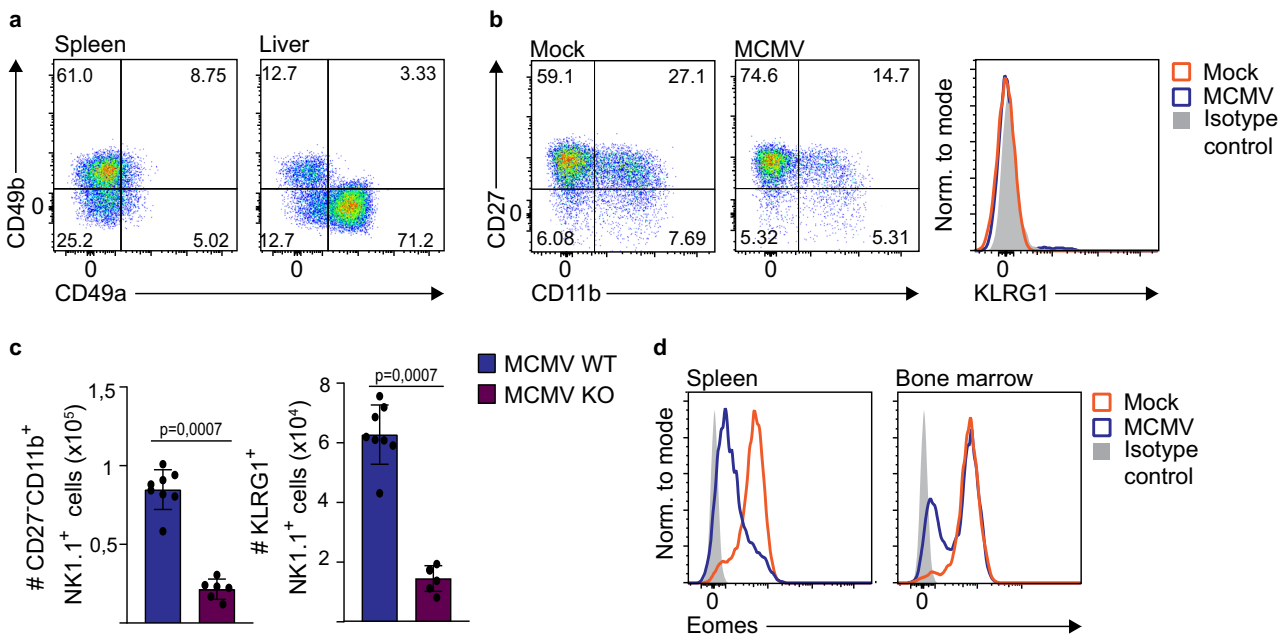 a
Spleen
Liver
61.0
8.75
25.2
5.02
12.7
3.33
12.7
71.2
CD49b
0
0
0
CD49a
b
Mock
MCMV
59.1
27.1
6.08
7.69
74.6
14.7
5.32
5.31
CD27
0
0
0
CD11b
Norm. to mode
0
KLRG1
Mock
MCMV
Isotype
control
c
# CD27⁻CD11b⁺
NK1.1⁺ cells (x10⁵)
1,5
1
0,5
p=0,0007
# KLRG1⁺
NK1.1⁺ cells (x10⁴)
8
6
4
2
p=0,0007
MCMV WT
MCMV KO
d
Spleen
Bone marrow
Norm. to mode
0
0
Eomes
Mock
MCMV
Isotype
control